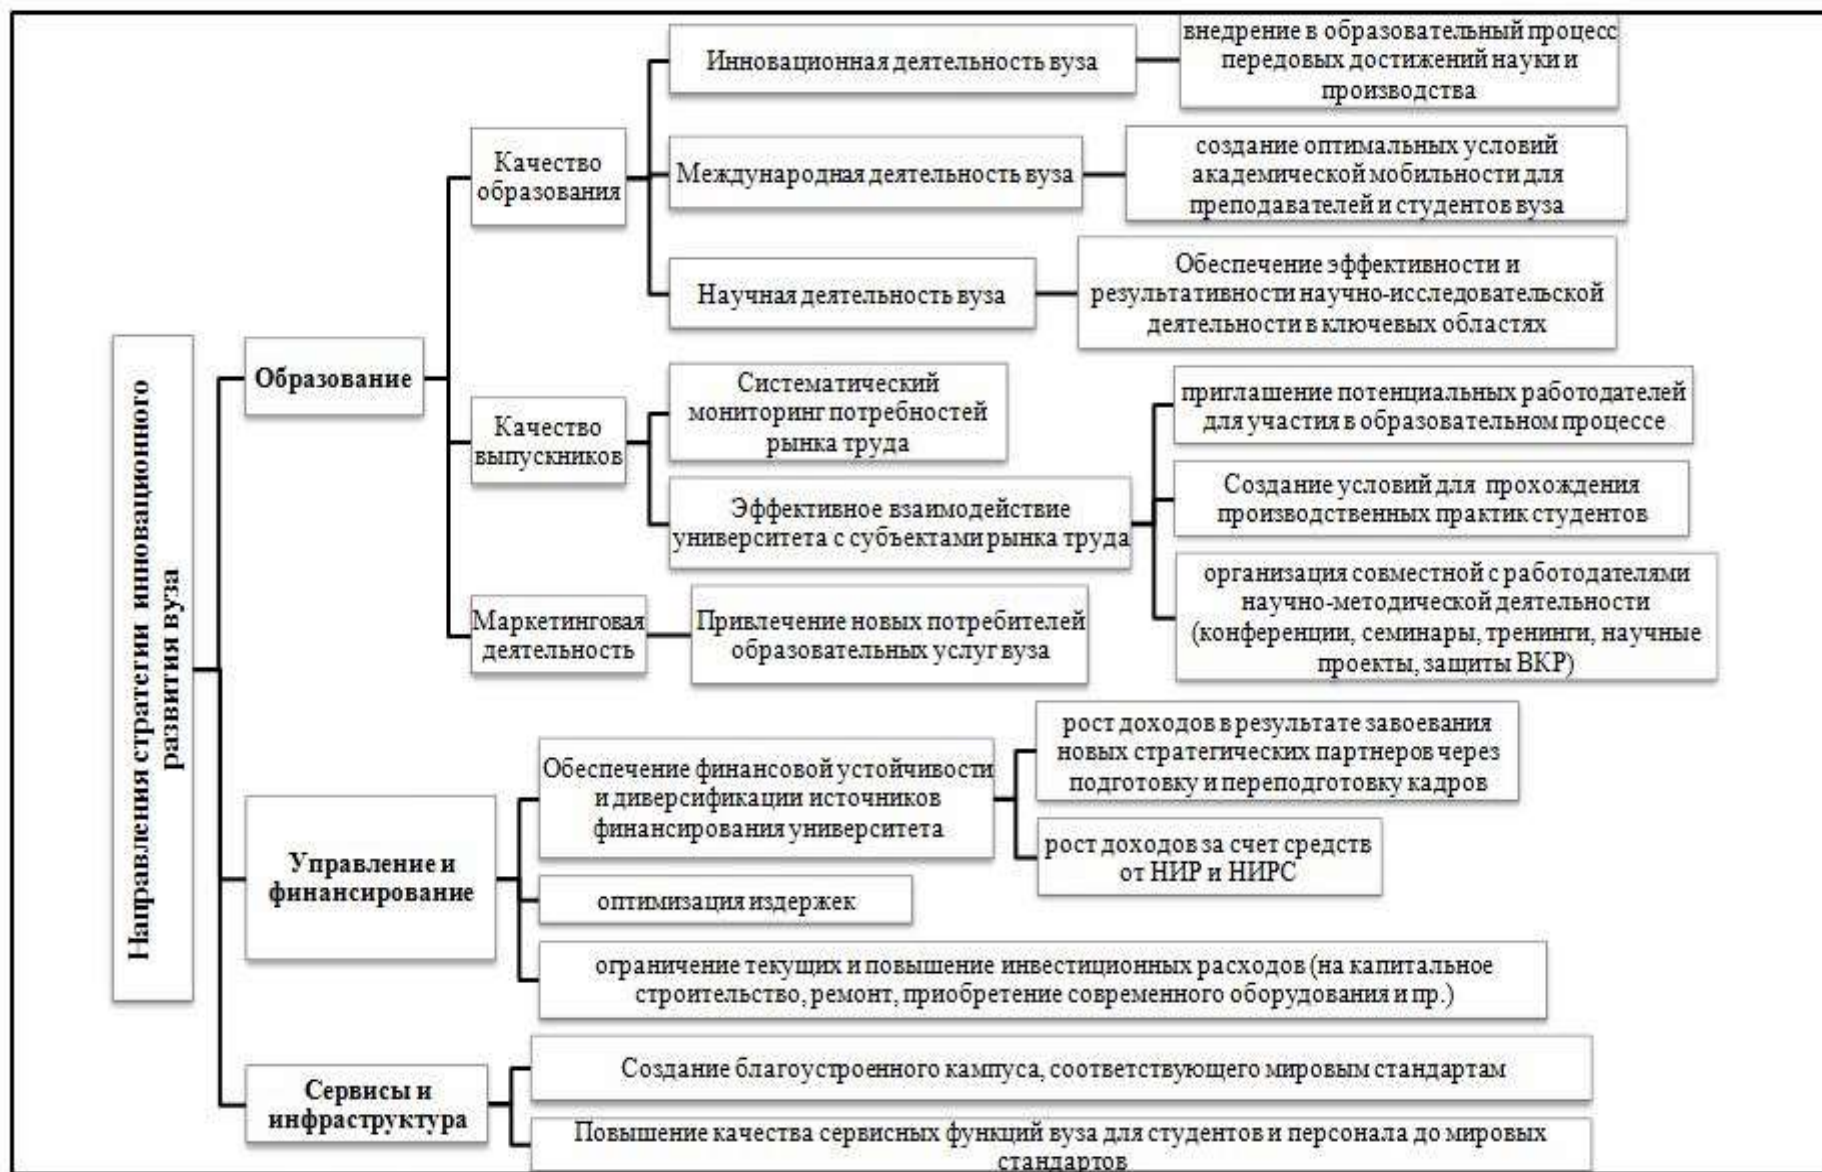 Направления стратегии инновационного
развития вуза
Образование
Качество
образования
Инновационная деятельность вуза
внедрение в образовательный процесс
передовых достижений науки и
производства
Международная деятельность вуза
создание оптимальных условий
академической мобильности для
преподавателей и студентов вуза
Научная деятельность вуза
Обеспечение эффективности и
результативности научно-исследовательской
деятельности в ключевых областях
Качество
выпускников
Систематический
мониторинг потребностей
рынка труда
Эффективное взаимодействие
университета с субъектами рынка труда
приглашение потенциальных работодателей
для участия в образовательном процессе
Создание условий для прохождения
производственных практик студентов
организация совместной с работодателями
научно-методической деятельности
(конференции, семинары, тренинги, научные
проекты, защиты ВКР)
Маркетинговая
деятельность
Привлечение новых потребителей
образовательных услуг вуза
Управление и
финансирование
Обеспечение финансовой устойчивости
и диверсификации источников
финансирования университета
рост доходов в результате завоевания
новых стратегических партнеров через
подготовку и переподготовку кадров
рост доходов за счет средств
от НИР и НИРС
оптимизация издержек
ограничение текущих и повышение инвестиционных расходов (на капитальное
строительство, ремонт, приобретение современного оборудования и пр.)
Сервисы и
инфраструктура
Создание благоустроенного кампуса, соответствующего мировым стандартам
Повышение качества сервисных функций вуза для студентов и персонала до мировых
стандартов